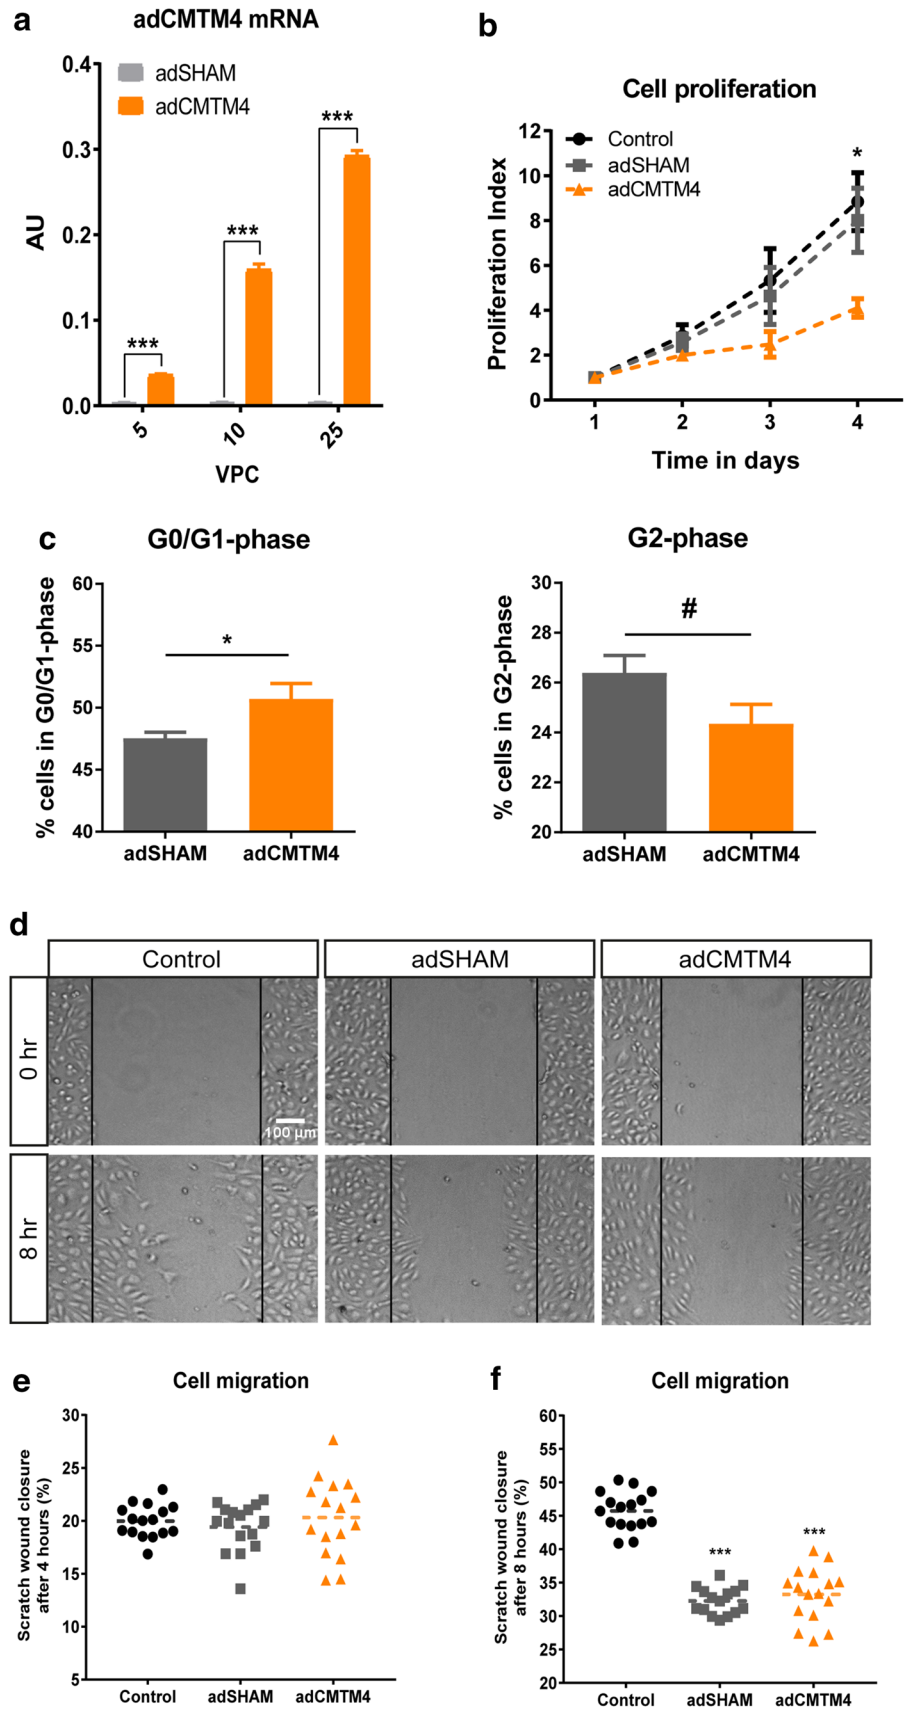 a
adCMTM4 mRNA
adSHAM
adCMTM4
AU
0.4
0.3
0.2
0.1
0.0
***
***
***
5
10
25
VPC
b
Cell proliferation
Control
adSHAM
adCMTM4
Proliferation Index
12
10
8
6
4
2
0
*
1
2
3
4
Time in days
c
G0/G1-phase
% cells in G0/G1-phase
60
55
50
45
40
*
adSHAM
adCMTM4
G2-phase
% cells in G2-phase
30
28
26
24
22
20
#
adSHAM
adCMTM4
d
Control
adSHAM
adCMTM4
0 hr
100 µm
8 hr
e
Cell migration
Scratch wound closure
after 4 hours (%)
30
25
20
15
10
5
Control
adSHAM
adCMTM4
f
Cell migration
Scratch wound closure
after 8 hours (%)
60
55
50
45
40
35
30
25
20
***
***
Control
adSHAM
adCMTM4